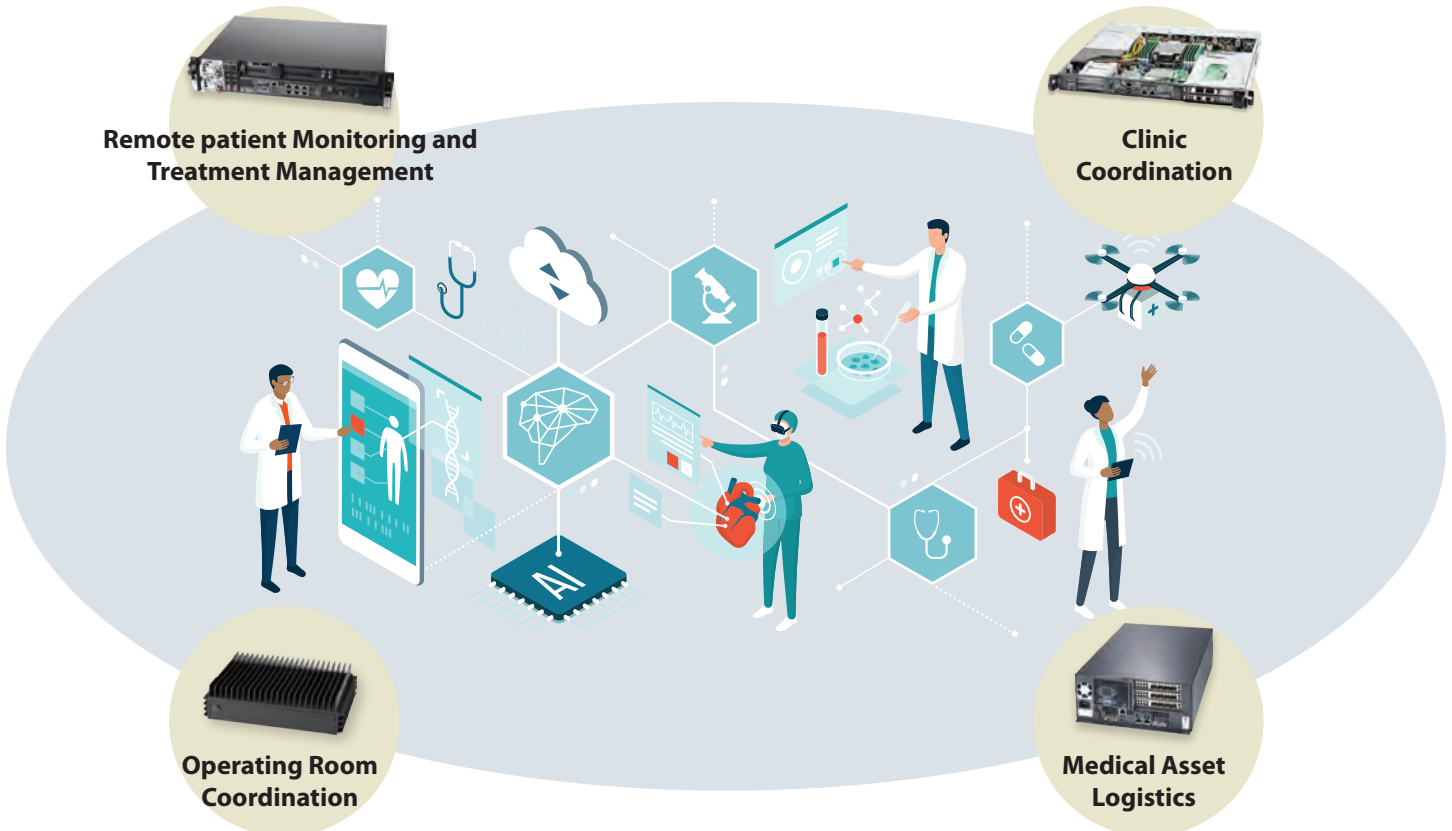 Remote patient Monitoring and
Treatment Management
Clinic
Coordination
AI
Operating Room
Coordination
Medical Asset
Logistics